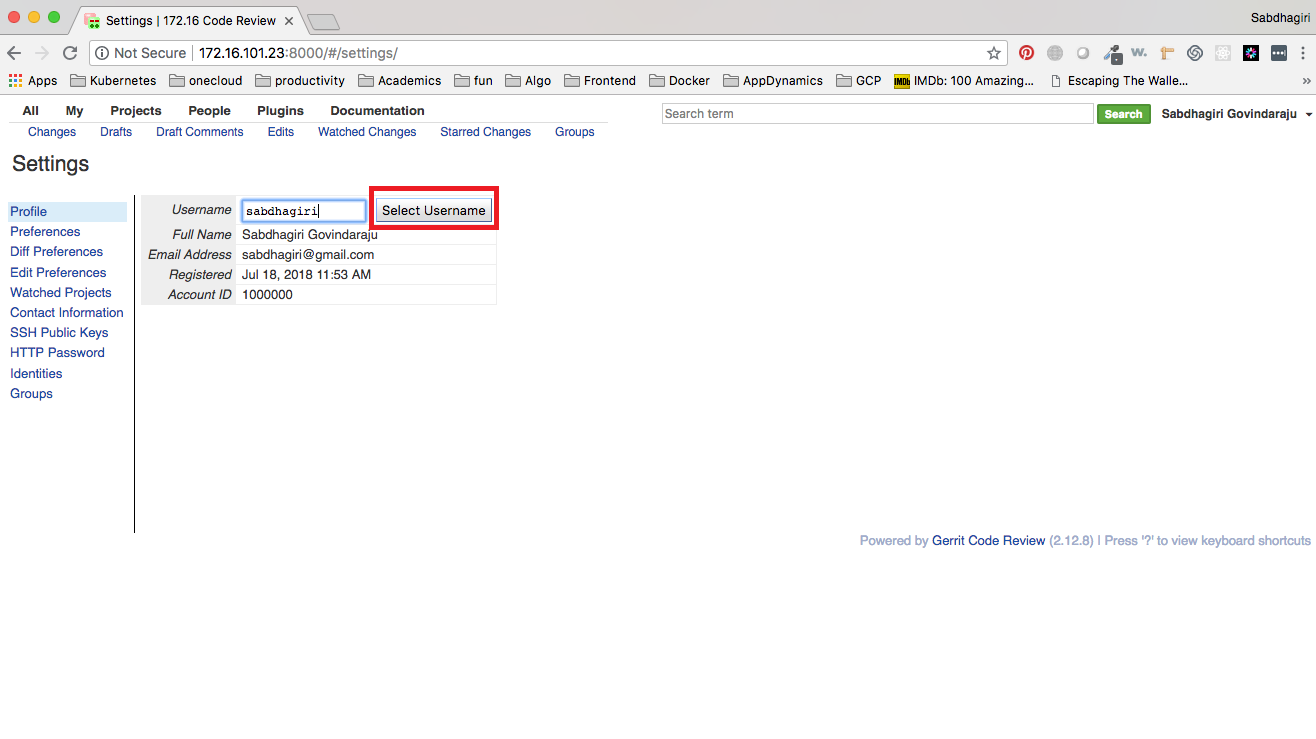 Settings | 172.16 Code Review
Sabdhagiri
Not Secure 172.16.101.23:8000/#/settings/
W.
Apps Kubernetes onecloud productivity Academics fun Algo Frontend Docker AppDynamics GCP IMDb IMDb: 100 Amazing... Escaping The Walle... »
All My Projects People Plugins Documentation
Search term Search Sabdhagiri Govindaraju
Changes Drafts Draft Comments Edits Watched Changes Starred Changes Groups
Settings
Profile
Preferences
Diff Preferences
Edit Preferences
Watched Projects
Contact Information
SSH Public Keys
HTTP Password
Identities
Groups
Username sabdhagiri Select Username
Full Name Sabdhagiri Govindaraju
Email Address sabdhagiri@gmail.com
Registered Jul 18, 2018 11:53 AM
Account ID 1000000
Powered by Gerrit Code Review (2.12.8) | Press '?' to view keyboard shortcuts